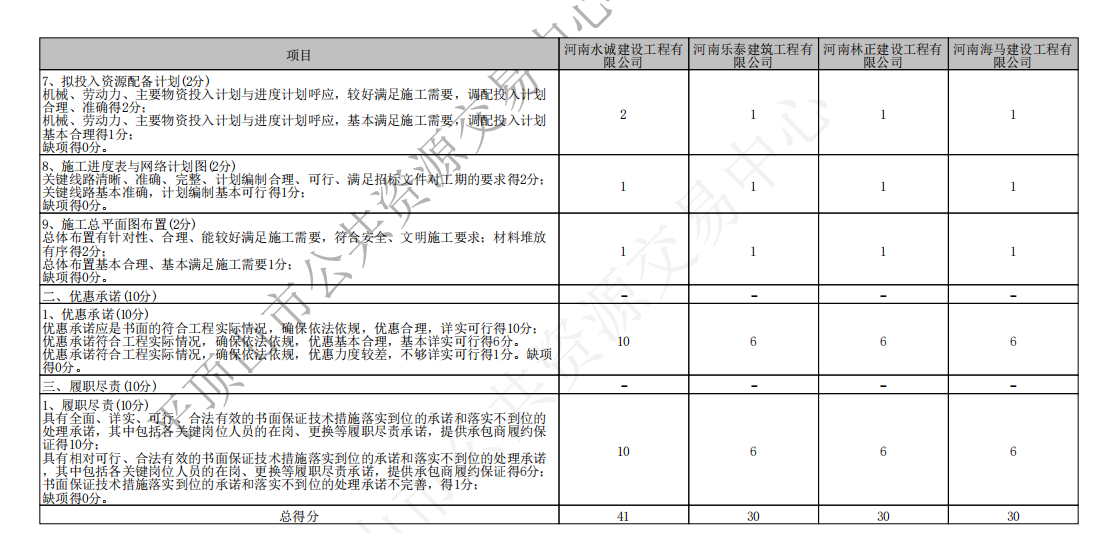 项目
河南水诚建设工程有
限公司
河南乐泰建筑工程有
限公司
河南林正建设工程有
限公司
河南海马建设工程有
限公司
7、拟投入资源配备计划(2分)
机械、劳动力、主要物资投入计划与进度计划呼应，较好满足施工需要，调配投入计划
合理、准确得2分；
机械、劳动力、主要物资投入计划与进度计划呼应，基本满足施工需要，调配投入计划
基本合理得1分；
缺项得0分。
2
1
1
1
8、施工进度表与网络计划图(2分)
关键线路清晰、准确、完整、计划编制合理、可行、满足招标文件对工期的要求得2分；
关键线路基本准确，计划编制基本可行得1分；
缺项得0分。
1
1
1
1
9、施工总平面图布置(2分)
总体布置有针对性、合理、能较好满足施工需要，符合安全、文明施工要求；材料堆放
有序得2分；
总体布置基本合理、基本满足施工需要1分；
缺项得0分。
1
1
1
1
二、优惠承诺(10分)
-
-
-
-
1、优惠承诺(10分)
优惠承诺应是书面的符合工程实际情况，确保依法依规，优惠合理，详实可行得10分；
优惠承诺符合工程实际情况，确保依法依规，优惠基本合理，基本详实可行得6分。
优惠承诺符合工程实际情况，确保依法依规，优惠力度较差，不够详实可行得1分。缺项
得0分。
10
6
6
6
三、履职尽责(10分)
-
-
-
-
1、履职尽责(10分)
具有全面、详实、可行、合法有效的书面保证技术措施落实到位的承诺和落实不到位的
处理承诺，其中包括各关键岗位人员的在岗、更换等履职尽责承诺，提供承包商履约保
证得10分；
具有相对可行、合法有效的书面保证技术措施落实到位的承诺和落实不到位的处理承诺
，其中包括各关键岗位人员的在岗、更换等履职尽责承诺，提供承包商履约保证得6分；
书面保证技术措施落实到位的承诺和落实不到位的处理承诺不完善，得1分；
缺项得0分。
10
6
6
6
总得分
41
30
30
30
平顶山市公共资源交易中心
山市公共资源交易中心